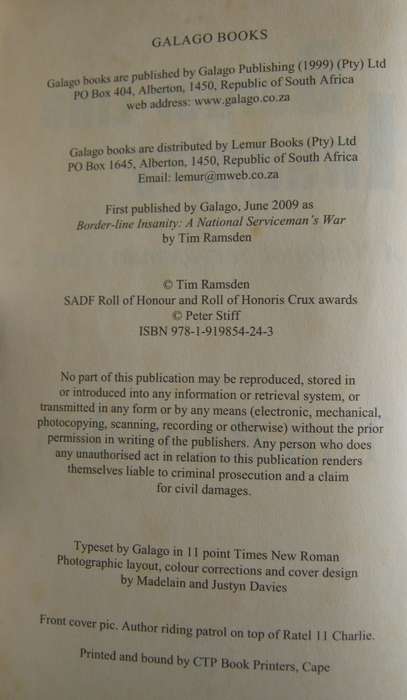 GALAGO BOOKS
Galago books are published by Galago Publishing (1999) (Pty) Ltd
PO Box 404, Alberton, 1450, Republic of South Africa
web address: www.galago.co.za
Galago books are distributed by Lemur Books (Pty) Ltd
PO Box 1645, Alberton, 1450, Republic of South Africa
Email: lemur@mweb.co.za
First published by Galago, June 2009 as
Border-line Insanity: A National Serviceman's War
by Tim Ramsden
© Tim Ramsden
SADF Roll of Honour and Roll of Honoris Crux awards
© Peter Stiff
ISBN 978-1-919854-24-3
No part of this publication may be reproduced, stored in
or introduced into any information or retrieval system, or
transmitted in any form or by any means (electronic, mechanical,
photocopying, scanning, recording or otherwise) without the prior
permission in writing of the publishers. Any person who does
any unauthorised act in relation to this publication renders
themselves liable to criminal prosecution and a claim
for civil damages.
Typeset by Galago in 11 point Times New Roman
Photographic layout, colour corrections and cover design
by Madelain and Justyn Davies
Front cover pic. Author riding patrol on top of Ratel 11 Charlie.
Printed and bound by CTP Book Printers, Cape